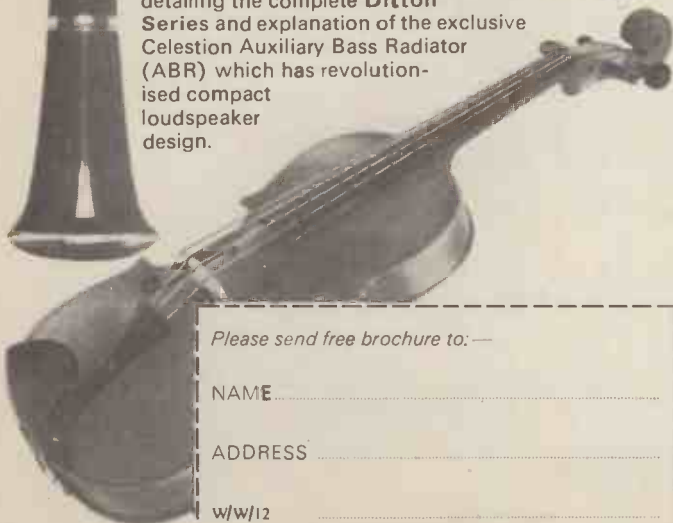 detailing the complete Ditton
Series and explanation of the exclusive
Celestion Auxiliary Bass Radiator
(ABR) which has revolution-
ised compact
loudspeaker
design.
Please send free brochure to:—
NAME
ADDRESS
W/W/12